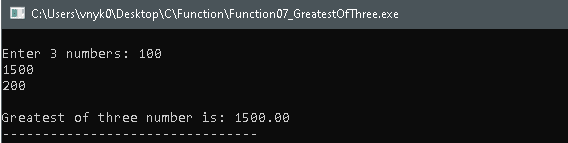 C:\Users\vnyk0\Desktop\C\Function\Function07_GreatestOfThree.exe
Enter 3 numbers: 100
1500
200
Greatest of three number is: 1500.00
--------------------------------